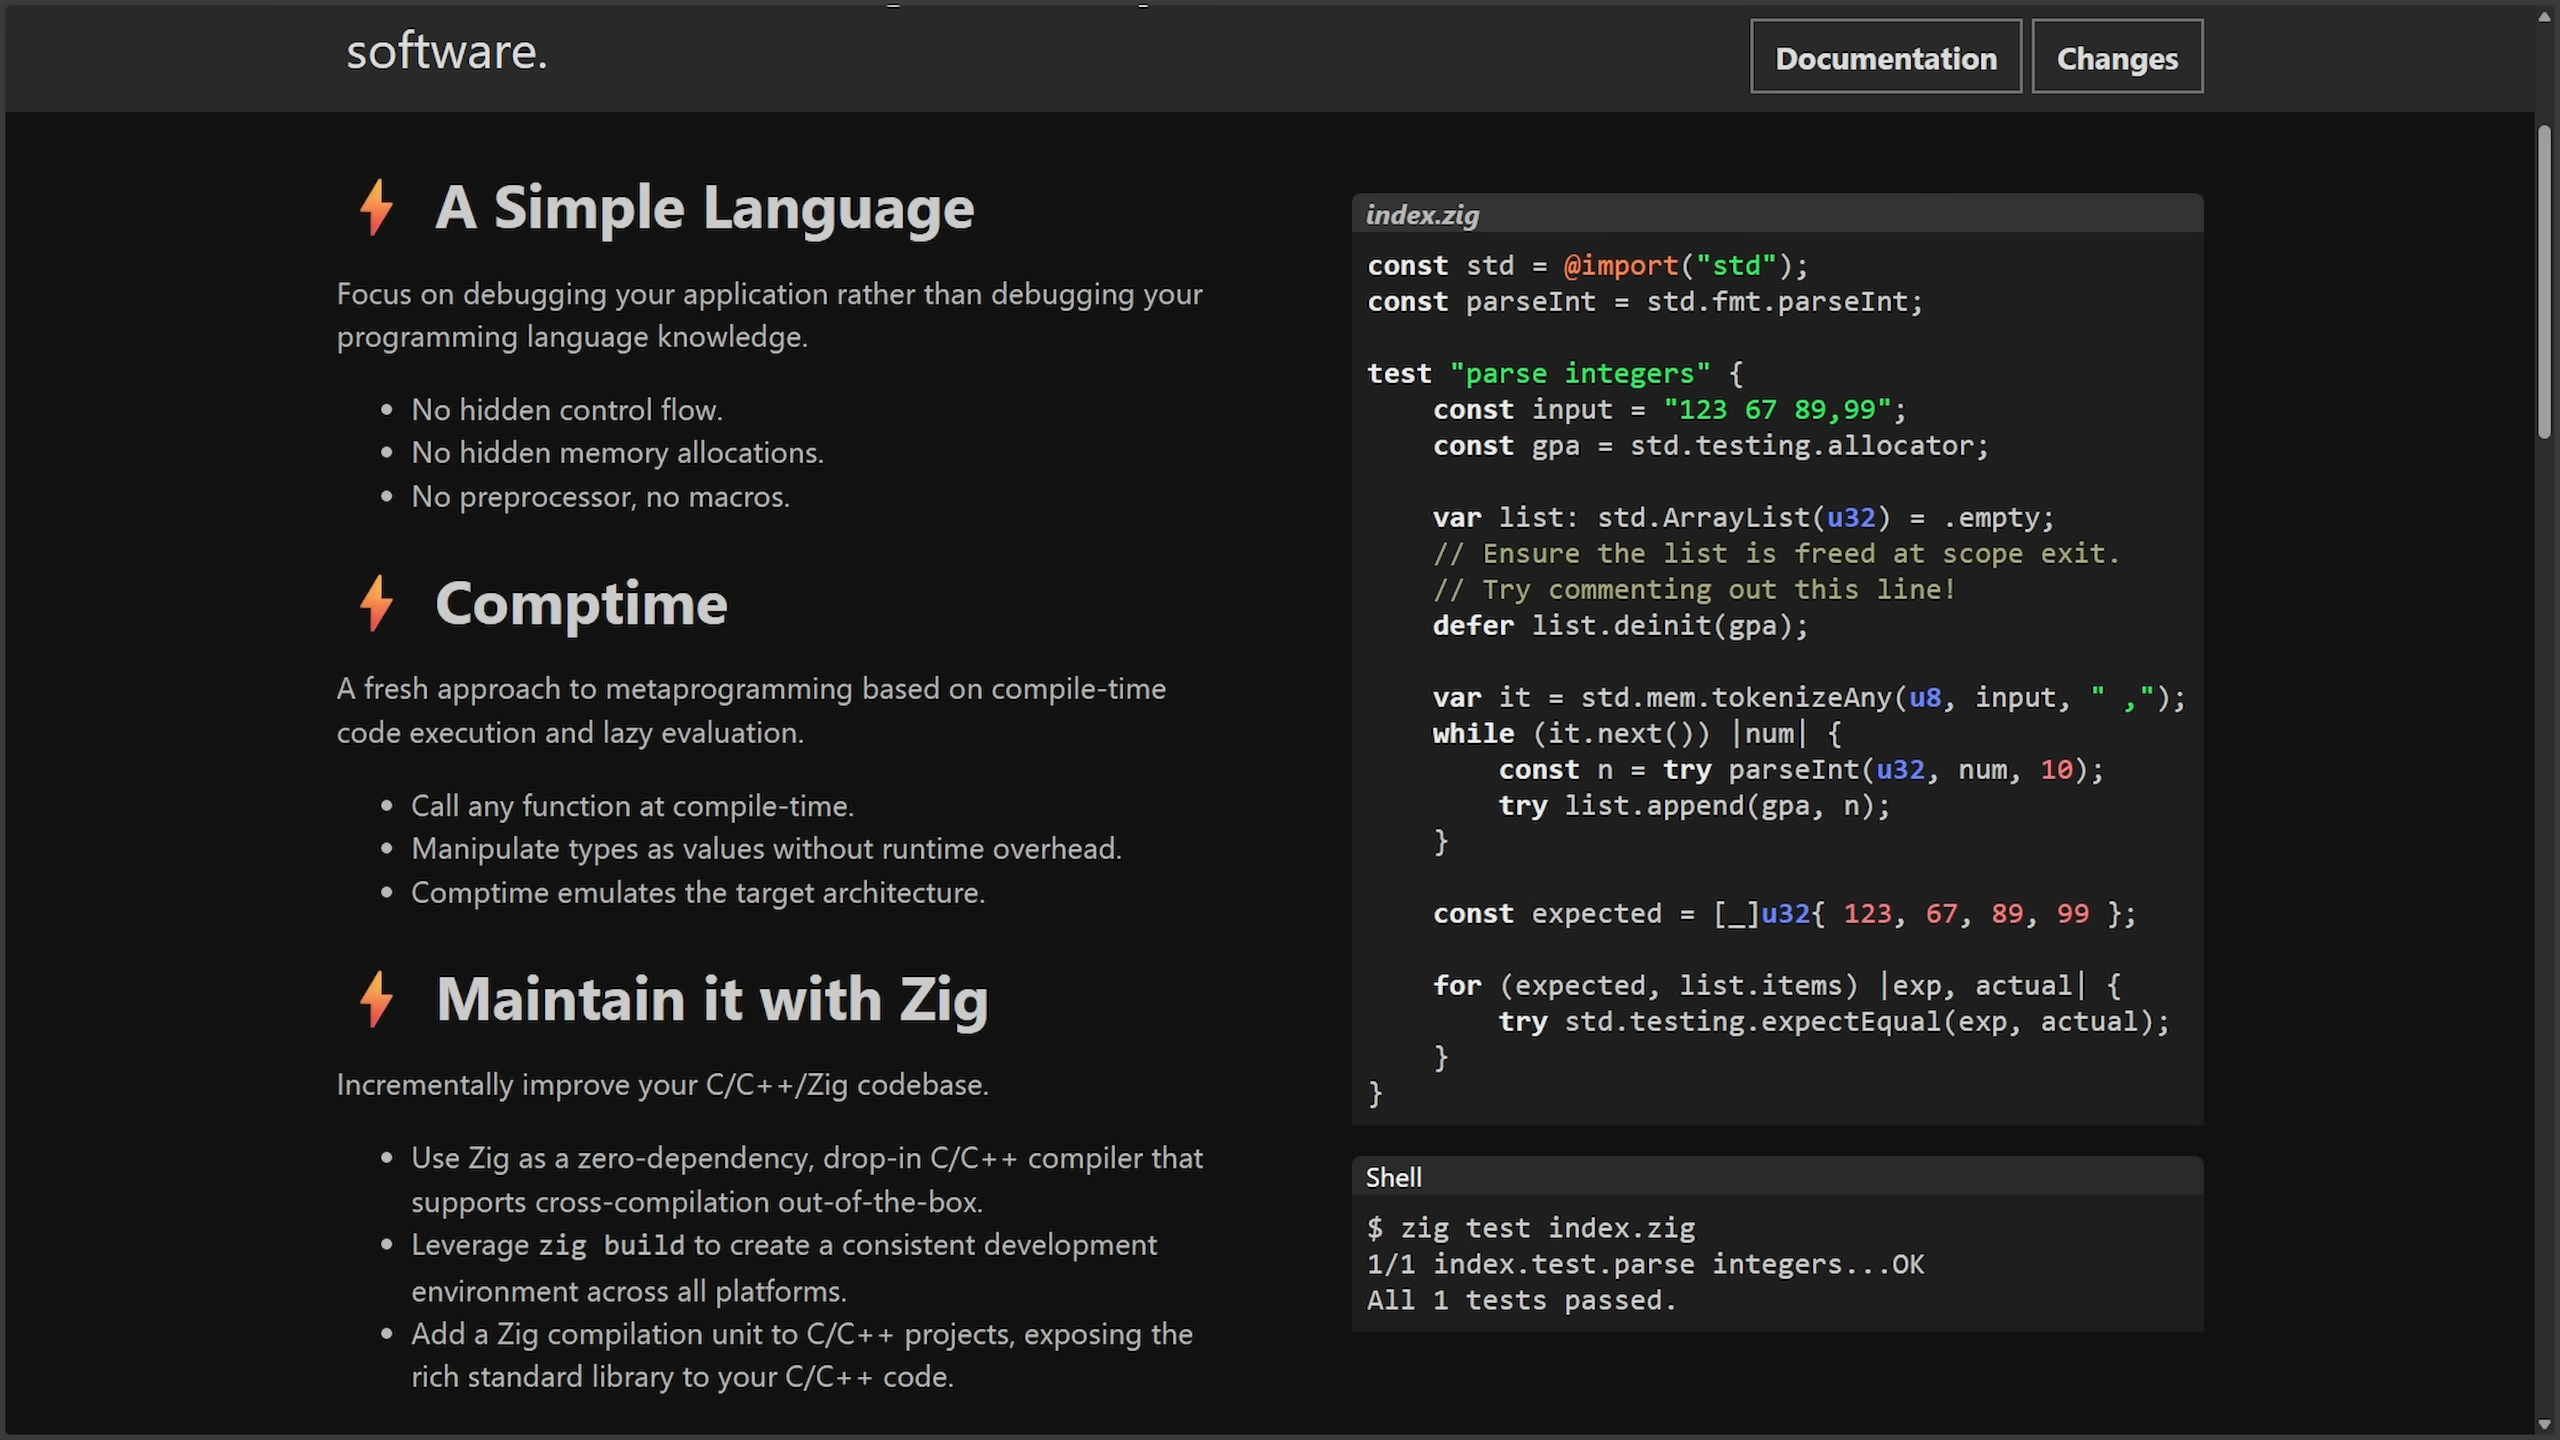 software.
Documentation
Changes
A Simple Language
Focus on debugging your application rather than debugging your
programming language knowledge.
• No hidden control flow.
• No hidden memory allocations.
• No preprocessor, no macros.
Comptime
A fresh approach to metaprogramming based on compile-time
code execution and lazy evaluation.
• Call any function at compile-time.
• Manipulate types as values without runtime overhead.
• Comptime emulates the target architecture.
Maintain it with Zig
Incrementally improve your C/C++/Zig codebase.
• Use Zig as a zero-dependency, drop-in C/C++ compiler that
supports cross-compilation out-of-the-box.
• Leverage zig build to create a consistent development
environment across all platforms.
• Add a Zig compilation unit to C/C++ projects, exposing the
rich standard library to your C/C++ code.
index.zig
const std = @import("std");
const parseInt = std.fmt.parseInt;
test "parse integers" {
    const input = "123 67 89,99";
    const gpa = std.testing.allocator;
    var list: std.ArrayList(u32) = .empty;
    // Ensure the list is freed at scope exit.
    // Try commenting out this line!
    defer list.deinit(gpa);
    var it = std.mem.tokenizeAny(u8, input, " ,");
    while (it.next()) |num| {
        const n = try parseInt(u32, num, 10);
        try list.append(gpa, n);
    }
    const expected = [_]u32{ 123, 67, 89, 99 };
    for (expected, list.items) |exp, actual| {
        try std.testing.expectEqual(exp, actual);
    }
}
Shell
$ zig test index.zig
1/1 index.test.parse integers...OK
All 1 tests passed.